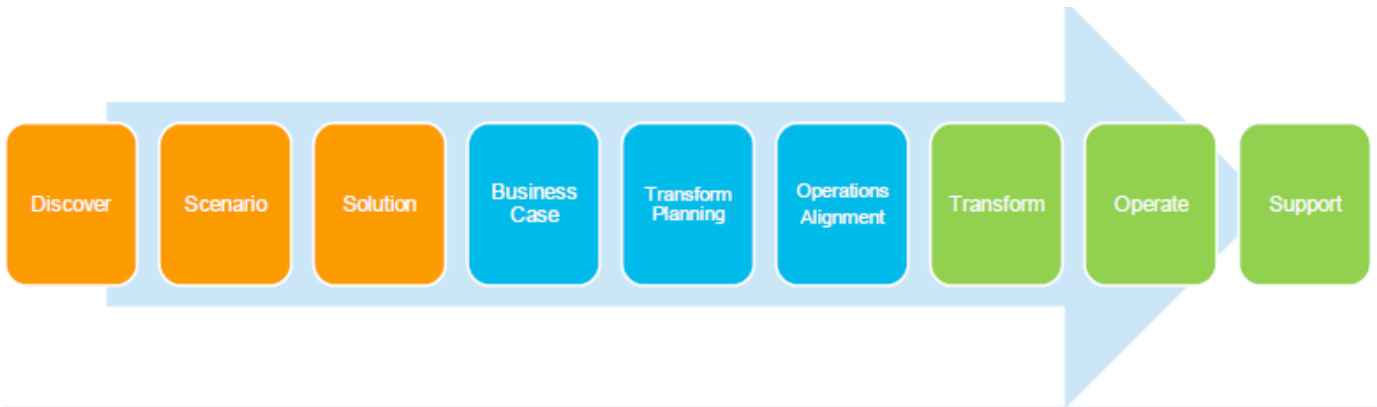 Discover
Scenario
Solution
Business
Case
Transform
Planning
Operations
Alignment
Transform
Operate
Support